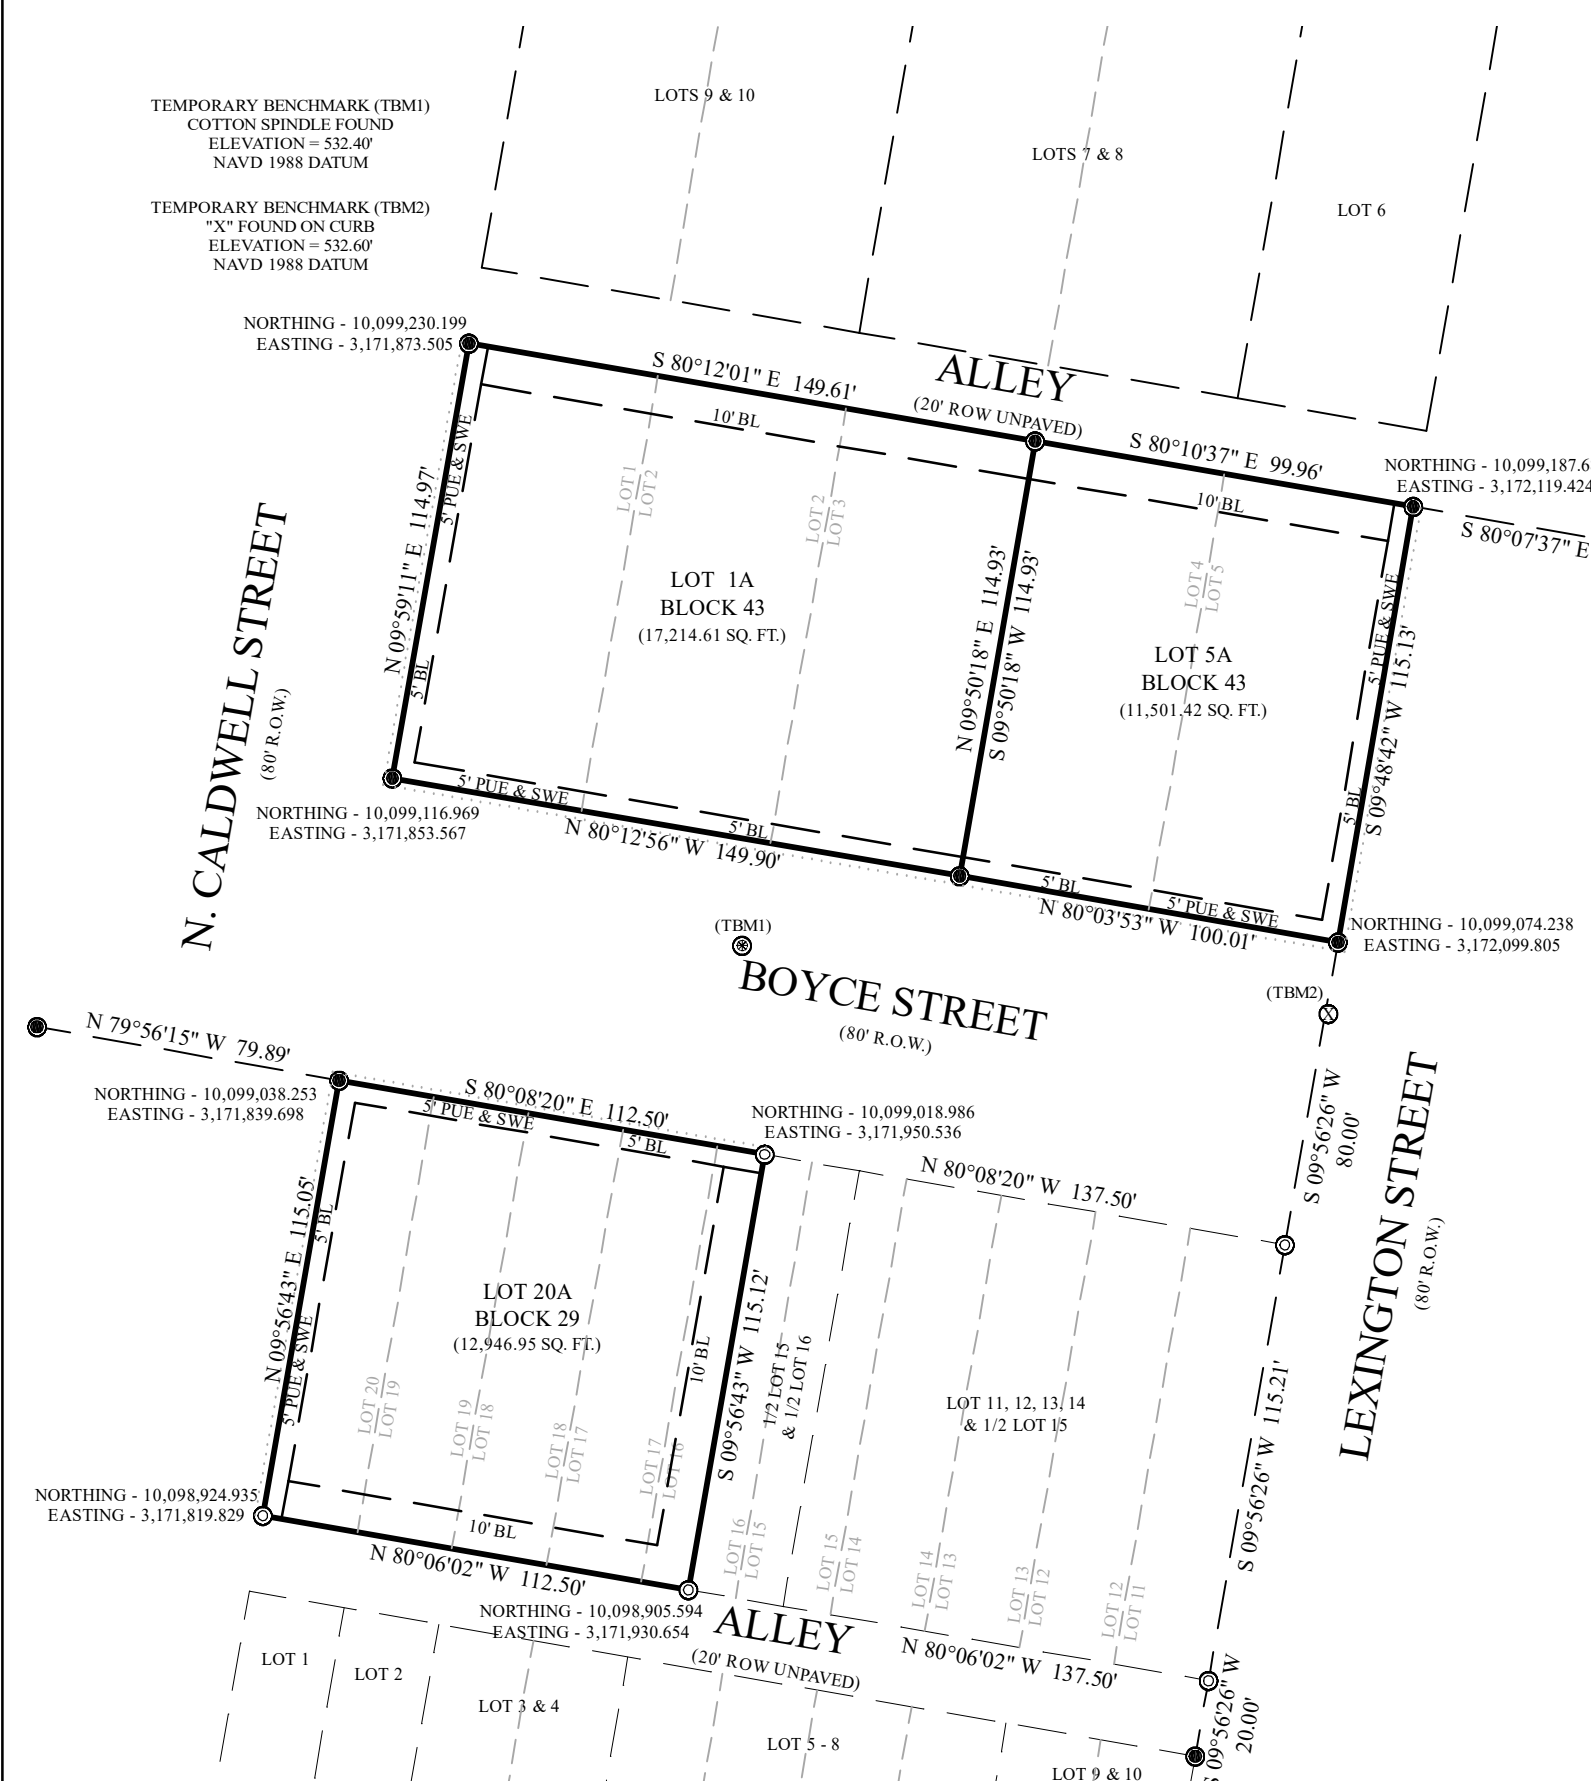 LOTS 9 & 10
LOTS 7 & 8
LOT 6
TEMPORARY BENCHMARK (TBM1)
COTTON SPINDLE FOUND
ELEVATION = 532.40'
NAVD 1988 DATUM
TEMPORARY BENCHMARK (TBM2)
"X" FOUND ON CURB
ELEVATION = 532.60'
NAVD 1988 DATUM
NORTHING - 10,099,230.199
EASTING - 3,171,873.505
S 80°12'01" E 149.61'
ALLEY
(20' ROW UNPAVED)
S 80°10'37" E 99.96'
NORTHING - 10,099,187.6
EASTING - 3,172,119.424
S 80°07'37" E
10' BL
10' BL
5' PUE & SWE
N 09°59'11" E 114.97'
5' BL
LOT 1
LOT 2
LOT 2
LOT 3
LOT 4
LOT 5
LOT 1A
BLOCK 43
(17,214.61 SQ. FT.)
N 09°50'18" E 114.93'
S 09°50'18" W 114.93'
LOT 5A
BLOCK 43
(11,501.42 SQ. FT.)
5' PUE & SWE
S 09°48'42" W 115.13'
5' BL
N. CALDWELL STREET
(80' R.O.W.)
NORTHING - 10,099,116.969
EASTING - 3,171,853.567
5' PUE & SWE
5' BL
N 80°12'56" W 149.90'
5' BL
5' PUE & SWE
N 80°03'53" W 100.01'
NORTHING - 10,099,074.238
EASTING - 3,172,099.805
(TBM1)
BOYCE STREET
(80' R.O.W.)
(TBM2)
S 09°56'26" W
80.00'
N 79°56'15" W 79.89'
NORTHING - 10,099,038.253
EASTING - 3,171,839.698
S 80°08'20" E 112.50'
5' PUE & SWE
5' BL
NORTHING - 10,099,018.986
EASTING - 3,171,950.536
N 80°08'20" W 137.50'
LEXINGTON STREET
(80' R.O.W.)
N 09°56'43" E 115.05'
5' BL
5' PUE & SWE
LOT 20A
BLOCK 29
(12,946.95 SQ. FT.)
10' BL
S 09°56'43" W 115.12'
1/2 LOT 15
& 1/2 LOT 16
LOT 11, 12, 13, 14
& 1/2 LOT 15
S 09°56'26" W 115.21'
LOT 20
LOT 19
LOT 19
LOT 18
LOT 18
LOT 17
LOT 17
LOT 16
LOT 16
LOT 15
LOT 15
LOT 14
LOT 14
LOT 13
LOT 13
LOT 12
LOT 12
LOT 11
NORTHING - 10,098,924.935
EASTING - 3,171,819.829
10' BL
N 80°06'02" W 112.50'
NORTHING - 10,098,905.594
EASTING - 3,171,930.654
ALLEY
(20' ROW UNPAVED)
N 80°06'02" W 137.50'
S 09°56'26" W
20.00'
LOT 1
LOT 2
LOT 3 & 4
LOT 5 - 8
LOT 9 & 10